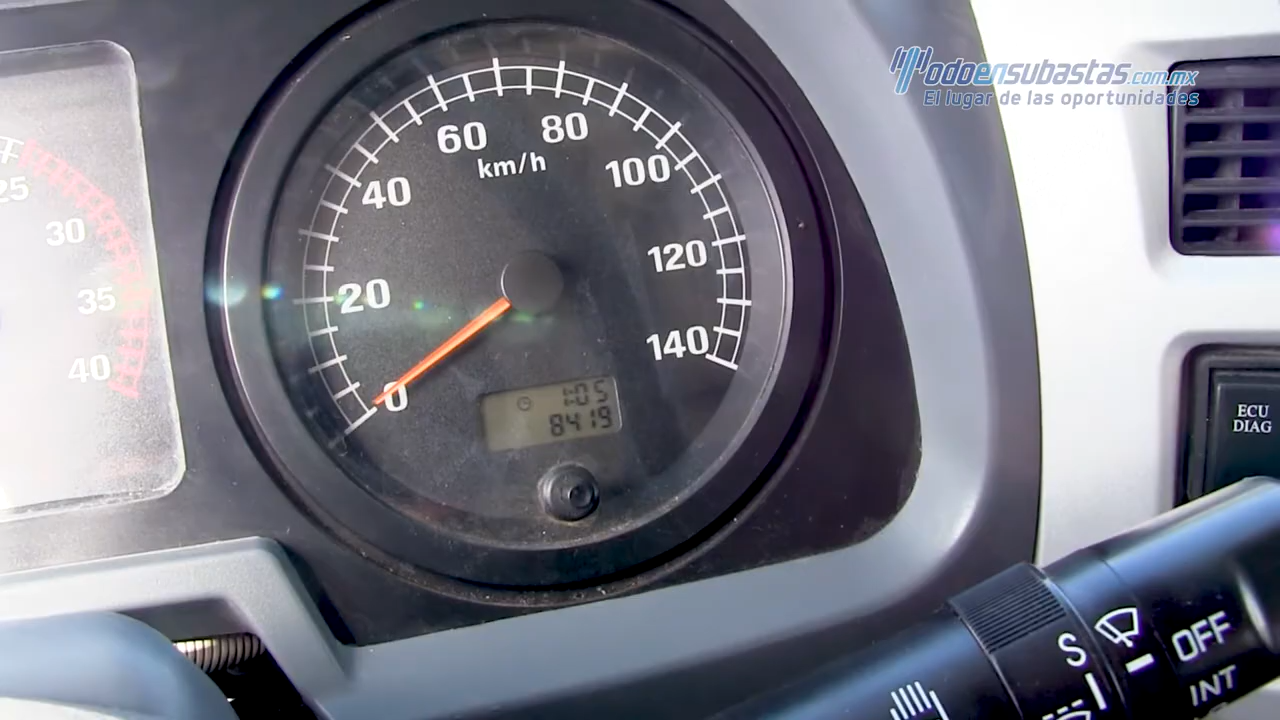 TodoenSubastas.com.mx
El lugar de las oportunidades
60
80
km/h
40
100
25
30
120
20
35
140
40
0
1:05
8419
ECU
DIAG
S
OFF
INT